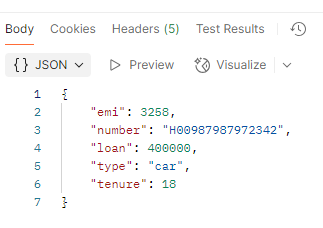 Body Cookies Headers (5) Test Results
{} JSON Preview Visualize
1 {
2 "emi": 3258,
3 "number": "H00987987972342",
4 "loan": 400000,
5 "type": "car",
6 "tenure": 18
7 }